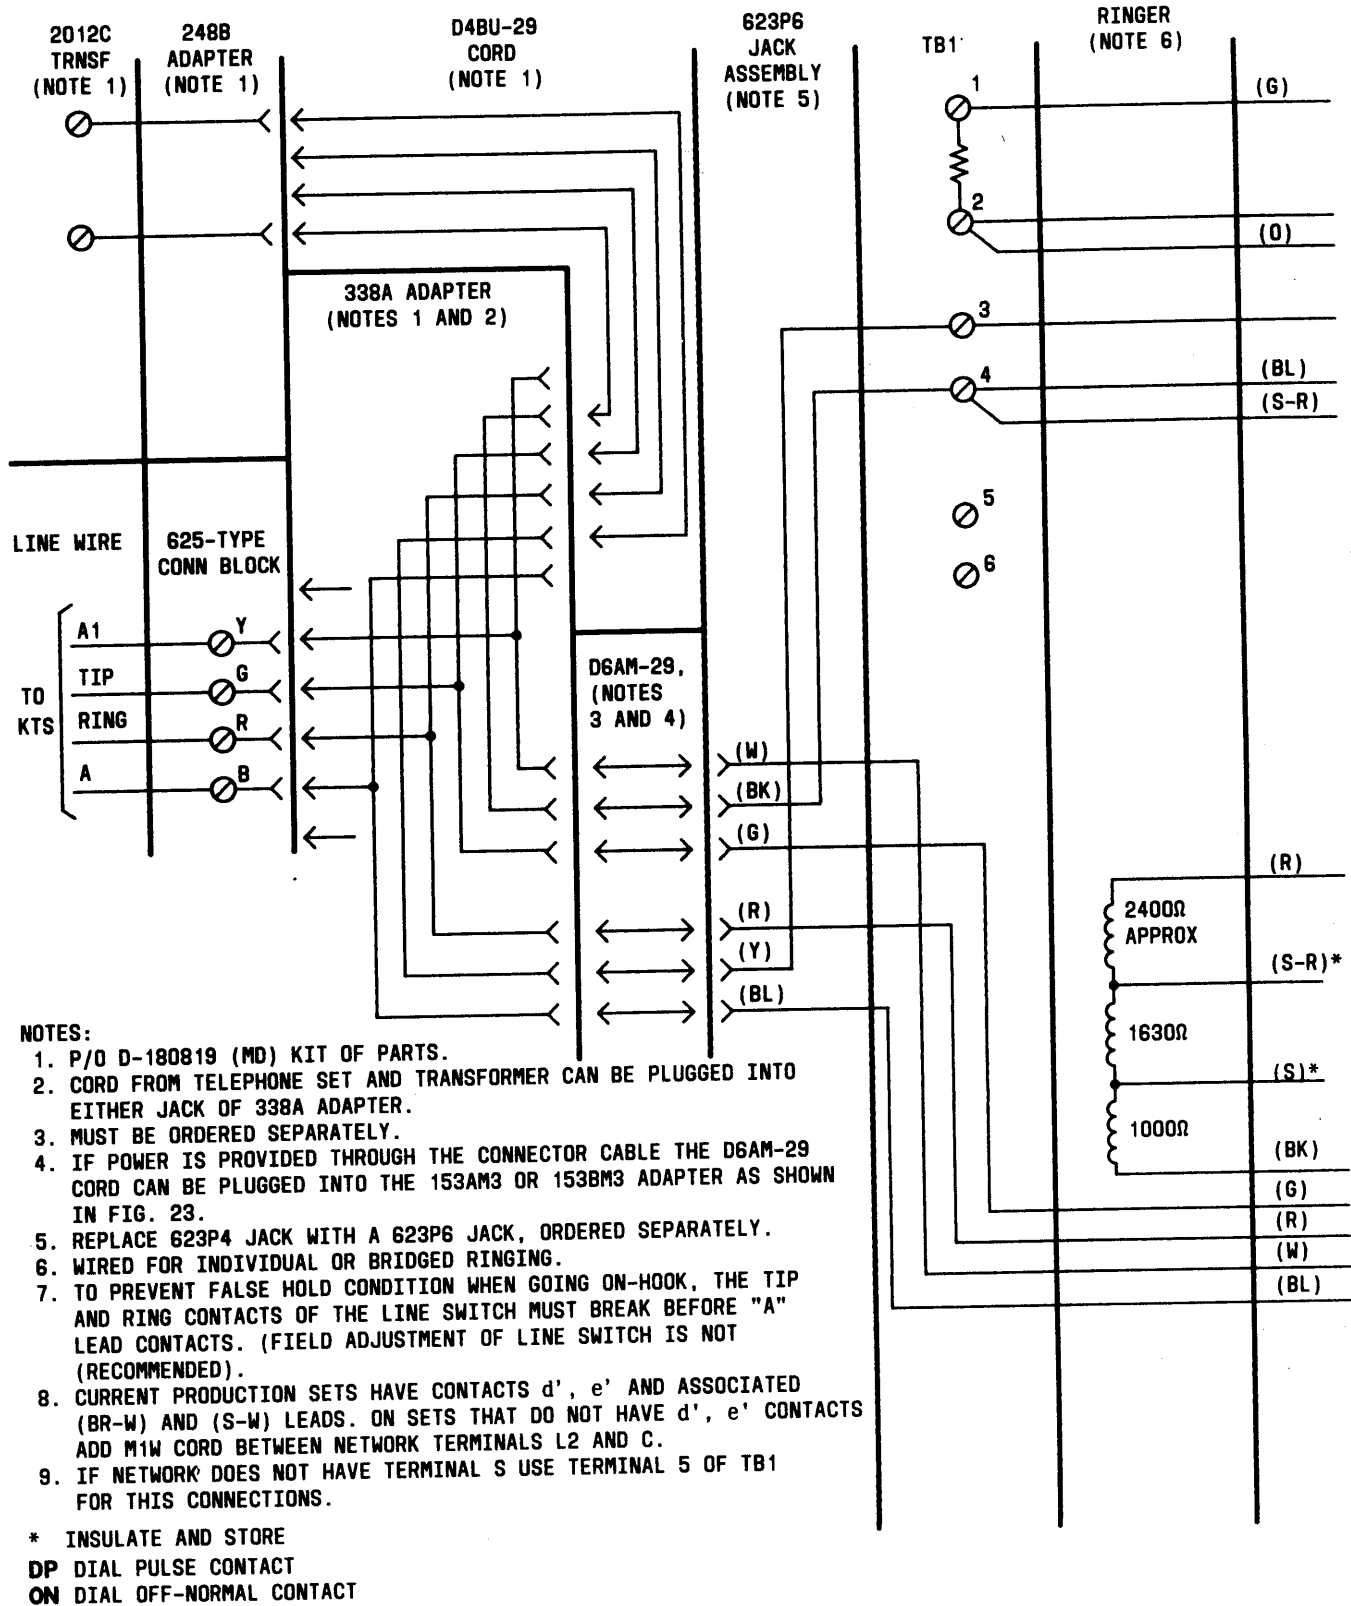 2012C
TRNSF
(NOTE 1)
248B
ADAPTER
(NOTE 1)
D4BU-29
CORD
(NOTE 1)
623P6
JACK
ASSEMBLY
(NOTE 5)
TB1
RINGER
(NOTE 6)
1
(G)
2
(O)
338A ADAPTER
(NOTES 1 AND 2)
3
4
(BL)
(S-R)
5
6
LINE WIRE
625-TYPE
CONN BLOCK
TO
KTS
A1
Y
TIP
G
RING
R
A
B
D6AM-29,
(NOTES
3 AND 4)
(W)
(BK)
(G)
(R)
(Y)
(BL)
(R)
2400Ω
APPROX
(S-R)*
1630Ω
(S)*
1000Ω
(BK)
(G)
(R)
(W)
(BL)
NOTES:
1. P/O D-180819 (MD) KIT OF PARTS.
2. CORD FROM TELEPHONE SET AND TRANSFORMER CAN BE PLUGGED INTO
EITHER JACK OF 338A ADAPTER.
3. MUST BE ORDERED SEPARATELY.
4. IF POWER IS PROVIDED THROUGH THE CONNECTOR CABLE THE D6AM-29
CORD CAN BE PLUGGED INTO THE 153AM3 OR 153BM3 ADAPTER AS SHOWN
IN FIG. 23.
5. REPLACE 623P4 JACK WITH A 623P6 JACK, ORDERED SEPARATELY.
6. WIRED FOR INDIVIDUAL OR BRIDGED RINGING.
7. TO PREVENT FALSE HOLD CONDITION WHEN GOING ON-HOOK, THE TIP
AND RING CONTACTS OF THE LINE SWITCH MUST BREAK BEFORE "A"
LEAD CONTACTS. (FIELD ADJUSTMENT OF LINE SWITCH IS NOT
(RECOMMENDED).
8. CURRENT PRODUCTION SETS HAVE CONTACTS d', e' AND ASSOCIATED
(BR-W) AND (S-W) LEADS. ON SETS THAT DO NOT HAVE d', e' CONTACTS
ADD M1W CORD BETWEEN NETWORK TERMINALS L2 AND C.
9. IF NETWORK DOES NOT HAVE TERMINAL S USE TERMINAL 5 OF TB1
FOR THIS CONNECTIONS.
* INSULATE AND STORE
DP DIAL PULSE CONTACT
ON DIAL OFF-NORMAL CONTACT